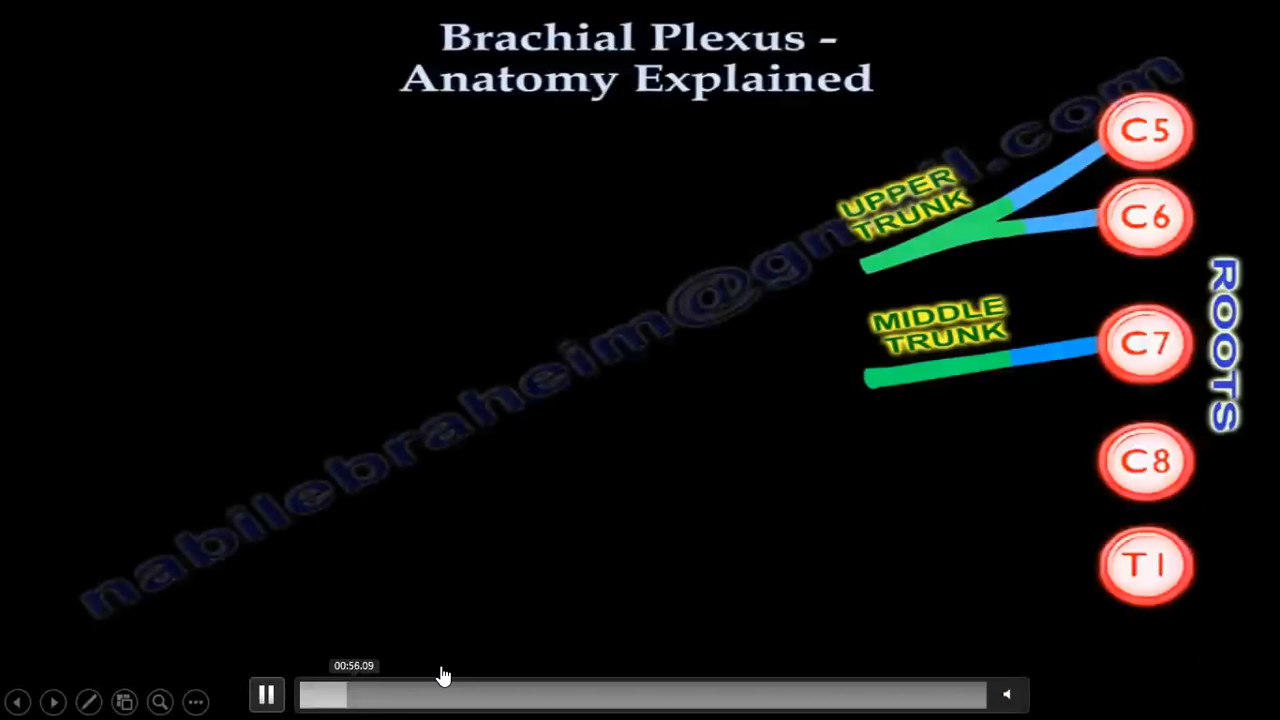 Brachial Plexus -
Anatomy Explained
nabilebraheim@gmail.com
C5
UPPER
TRUNK
C6
ROOTS
MIDDLE
TRUNK
C7
C8
T1
00:56.09